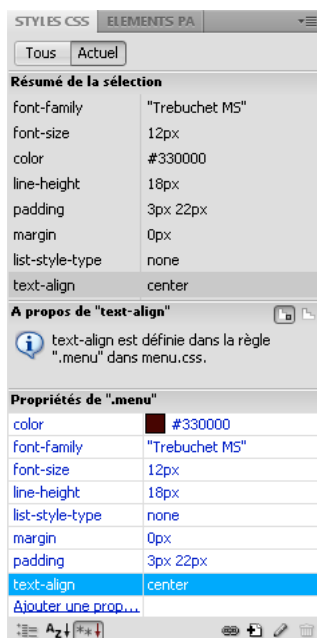 STYLES CSS ELEMENTS PA
Tous Actuel
Résumé de la sélection
font-family "Trebuchet MS"
font-size 12px
color #330000
line-height 18px
padding 3px 22px
margin 0px
list-style-type none
text-align center
A propos de "text-align"
text-align est définie dans la règle
".menu" dans menu.css.
Propriétés de ".menu"
color #330000
font-family "Trebuchet MS"
font-size 12px
line-height 18px
list-style-type none
margin 0px
padding 3px 22px
text-align center
Ajouter une prop...